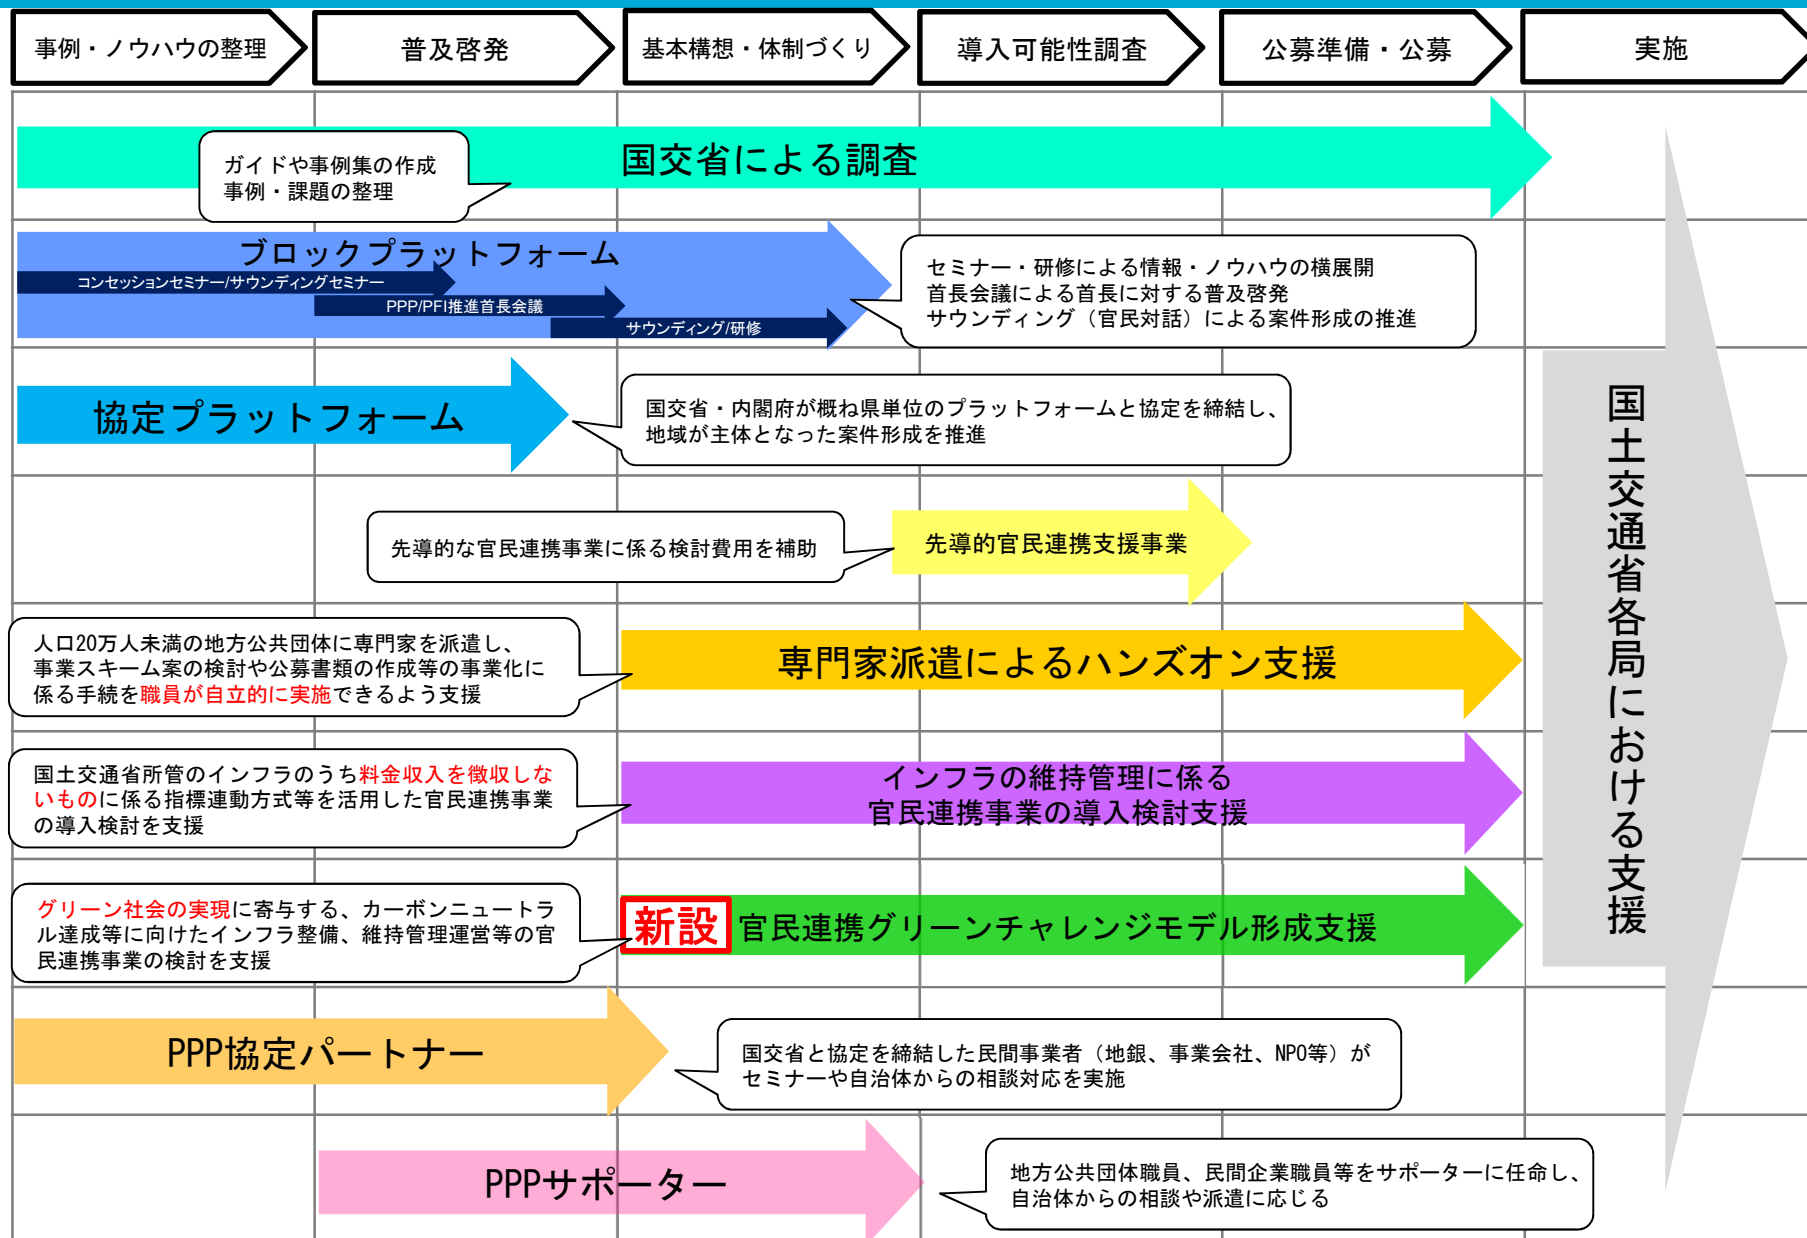 事例・ノウハウの整理
普及啓発
基本構想・体制づくり
導入可能性調査
公募準備・公募
実施
国交省による調査
ガイドや事例集の作成
事例・課題の整理
ブロックプラットフォーム
コンセッションセミナー/サウンディングセミナー
PPP/PFI推進首長会議
サウンディング/研修
セミナー・研修による情報・ノウハウの横展開
首長会議による首長に対する普及啓発
サウンディング（官民対話）による案件形成の推進
協定プラットフォーム
国交省・内閣府が概ね県単位のプラットフォームと協定を締結し、
地域が主体となった案件形成を推進
先導的な官民連携事業に係る検討費用を補助
先導的官民連携支援事業
人口20万人未満の地方公共団体に専門家を派遣し、
事業スキーム案の検討や公募書類の作成等の事業化に
係る手続を職員が自立的に実施できるよう支援
専門家派遣によるハンズオン支援
国土交通省所管のインフラのうち料金収入を徴収しな
いものに係る指標連動方式等を活用した官民連携事業
の導入検討を支援
インフラの維持管理に係る
官民連携事業の導入検討支援
グリーン社会の実現に寄与する、カーボンニュートラ
ル達成等に向けたインフラ整備、維持管理運営等の官
民連携事業の検討を支援
新設
官民連携グリーンチャレンジモデル形成支援
PPP協定パートナー
国交省と協定を締結した民間事業者（地銀、事業会社、NPO等）が
セミナーや自治体からの相談対応を実施
PPPサポーター
地方公共団体職員、民間企業職員等をサポーターに任命し、
自治体からの相談や派遣に応じる
国土交通省各局における支援